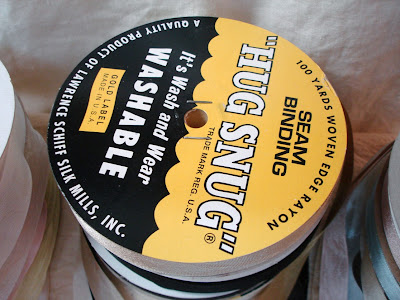 A QUALITY PRODUCT OF LAWRENCE SCHIFF SILK MILLS, INC.
GOLD LABEL
MADE IN U.S.A.
It's Wash and Wear
WASHABLE
TRADE MARK REG. U.S.A.
"HUG SNUG"®
SEAM
BINDING
100 YARDS WOVEN EDGE RAYON